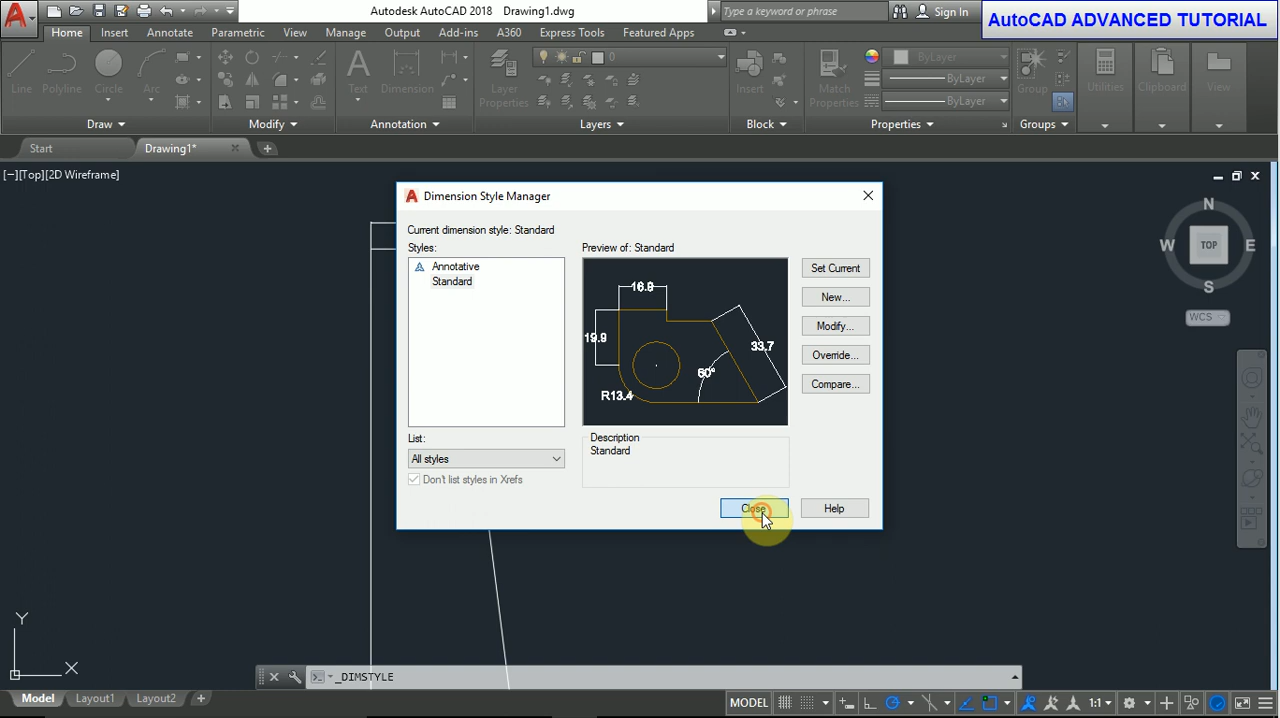 Autodesk AutoCAD 2018 Drawing1.dwg
Type a keyword or phrase
Sign In
AutoCAD ADVANCED TUTORIAL
Home Insert Annotate Parametric View Manage Output Add-ins A360 Express Tools Featured Apps
Line Polyline Circle Arc
Text Dimension
Layer Properties
0
Insert
Match Properties
ByLayer
ByLayer
ByLayer
Group
Utilities Clipboard View
Draw Modify Annotation Layers Block Properties Groups
Start Drawing1*
[−][Top][2D Wireframe]
N
W TOP E
S
WCS
Dimension Style Manager
Current dimension style: Standard
Styles:
Annotative
Standard
Preview of: Standard
16.9
19.9
33.7
60°
R13.4
Set Current
New...
Modify...
Override...
Compare...
List:
All styles
Don't list styles in Xrefs
Description
Standard
Close Help
Y
X
_DIMSTYLE
Model Layout1 Layout2
MODEL 1:1